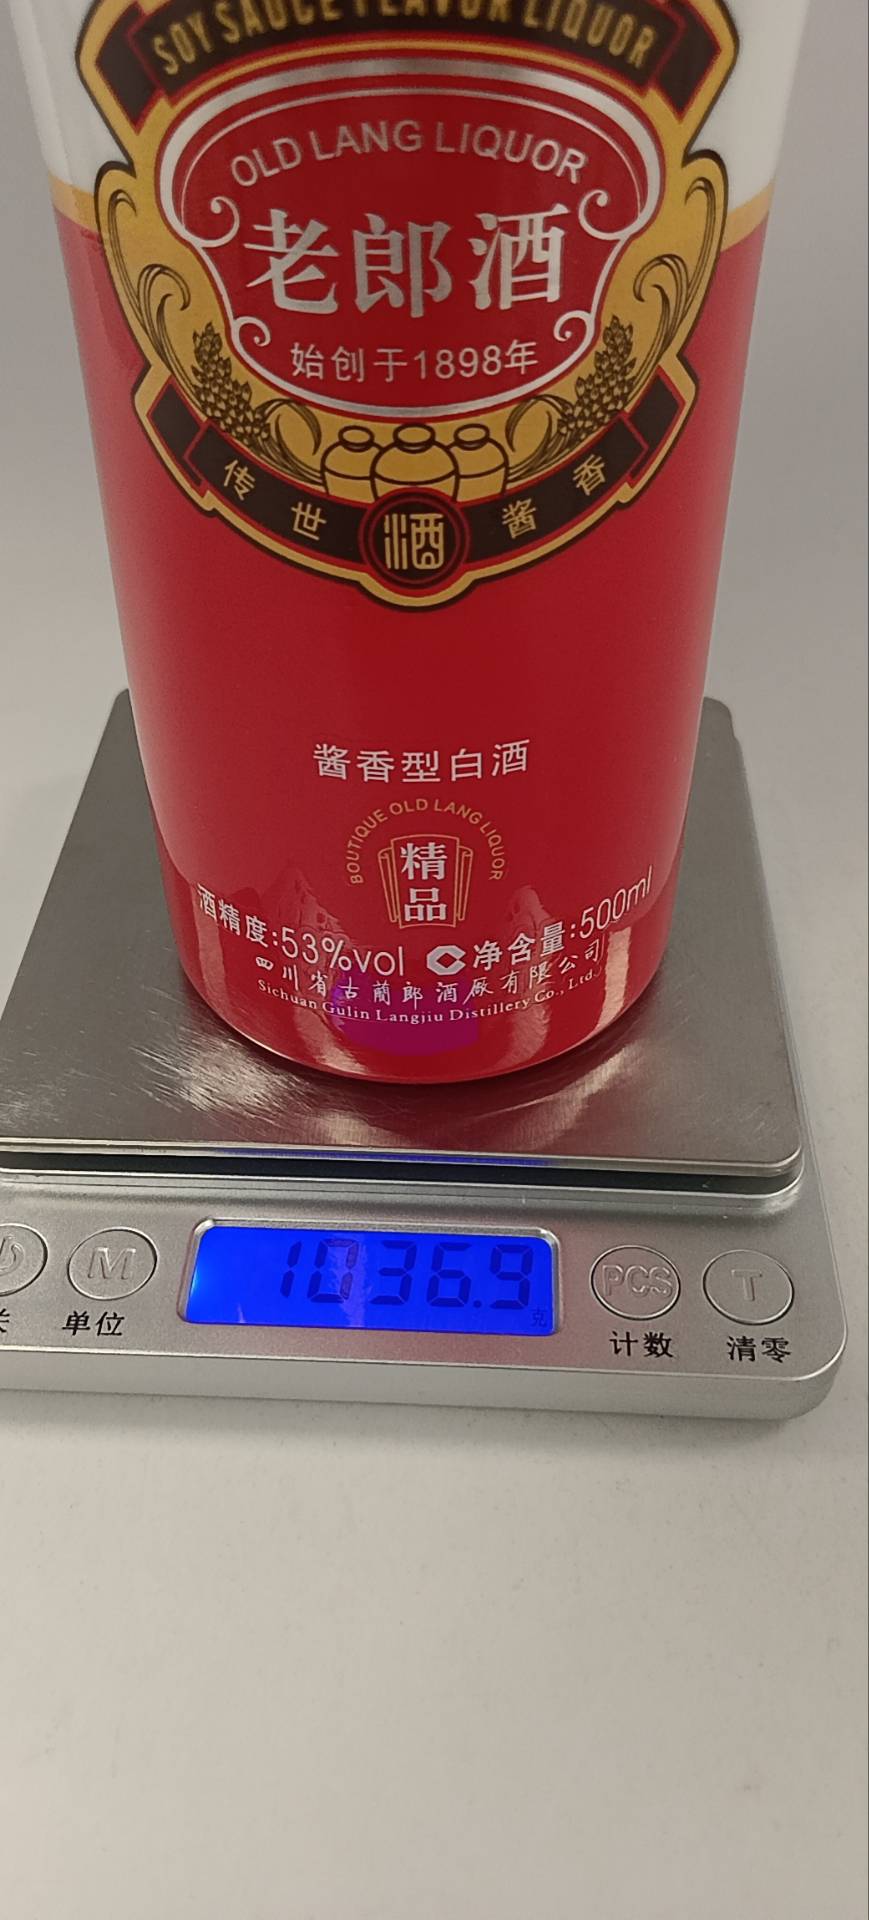 SOY SAUCE FLAVOR LIQUOR
OLD LANG LIQUOR
老郎酒
始创于1898年
传世 酒 酱香
酱香型白酒
BOUTIQUE OLD LANG LIQUOR
精
品
酒精度:53%vol 净含量:500ml
四川省古蔺郎酒厰有限公司
Sichuan Gulin Langjiu Distillery Co., Ltd.
1036.9
克
M
PCS
T
单位
计数
清零